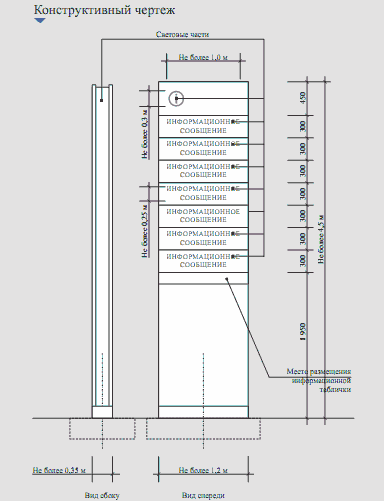 Конструктивный чертеж
Световые части
Не более 1,0 м
Не более 0,3 м
ИНФОРМАЦИОННОЕ
СООБЩЕНИЕ
ИНФОРМАЦИОННОЕ
СООБЩЕНИЕ
ИНФОРМАЦИОННОЕ
СООБЩЕНИЕ
ИНФОРМАЦИОННОЕ
СООБЩЕНИЕ
ИНФОРМАЦИОННОЕ
СООБЩЕНИЕ
ИНФОРМАЦИОННОЕ
СООБЩЕНИЕ
ИНФОРМАЦИОННОЕ
СООБЩЕНИЕ
Не более 0,25 м
450
300
300
300
300
300
300
300
1 950
Не более 4,5 м
Место размещения
информационной
таблички
Не более 0,35 м
Не более 1,2 м
Вид сбоку
Вид спереди